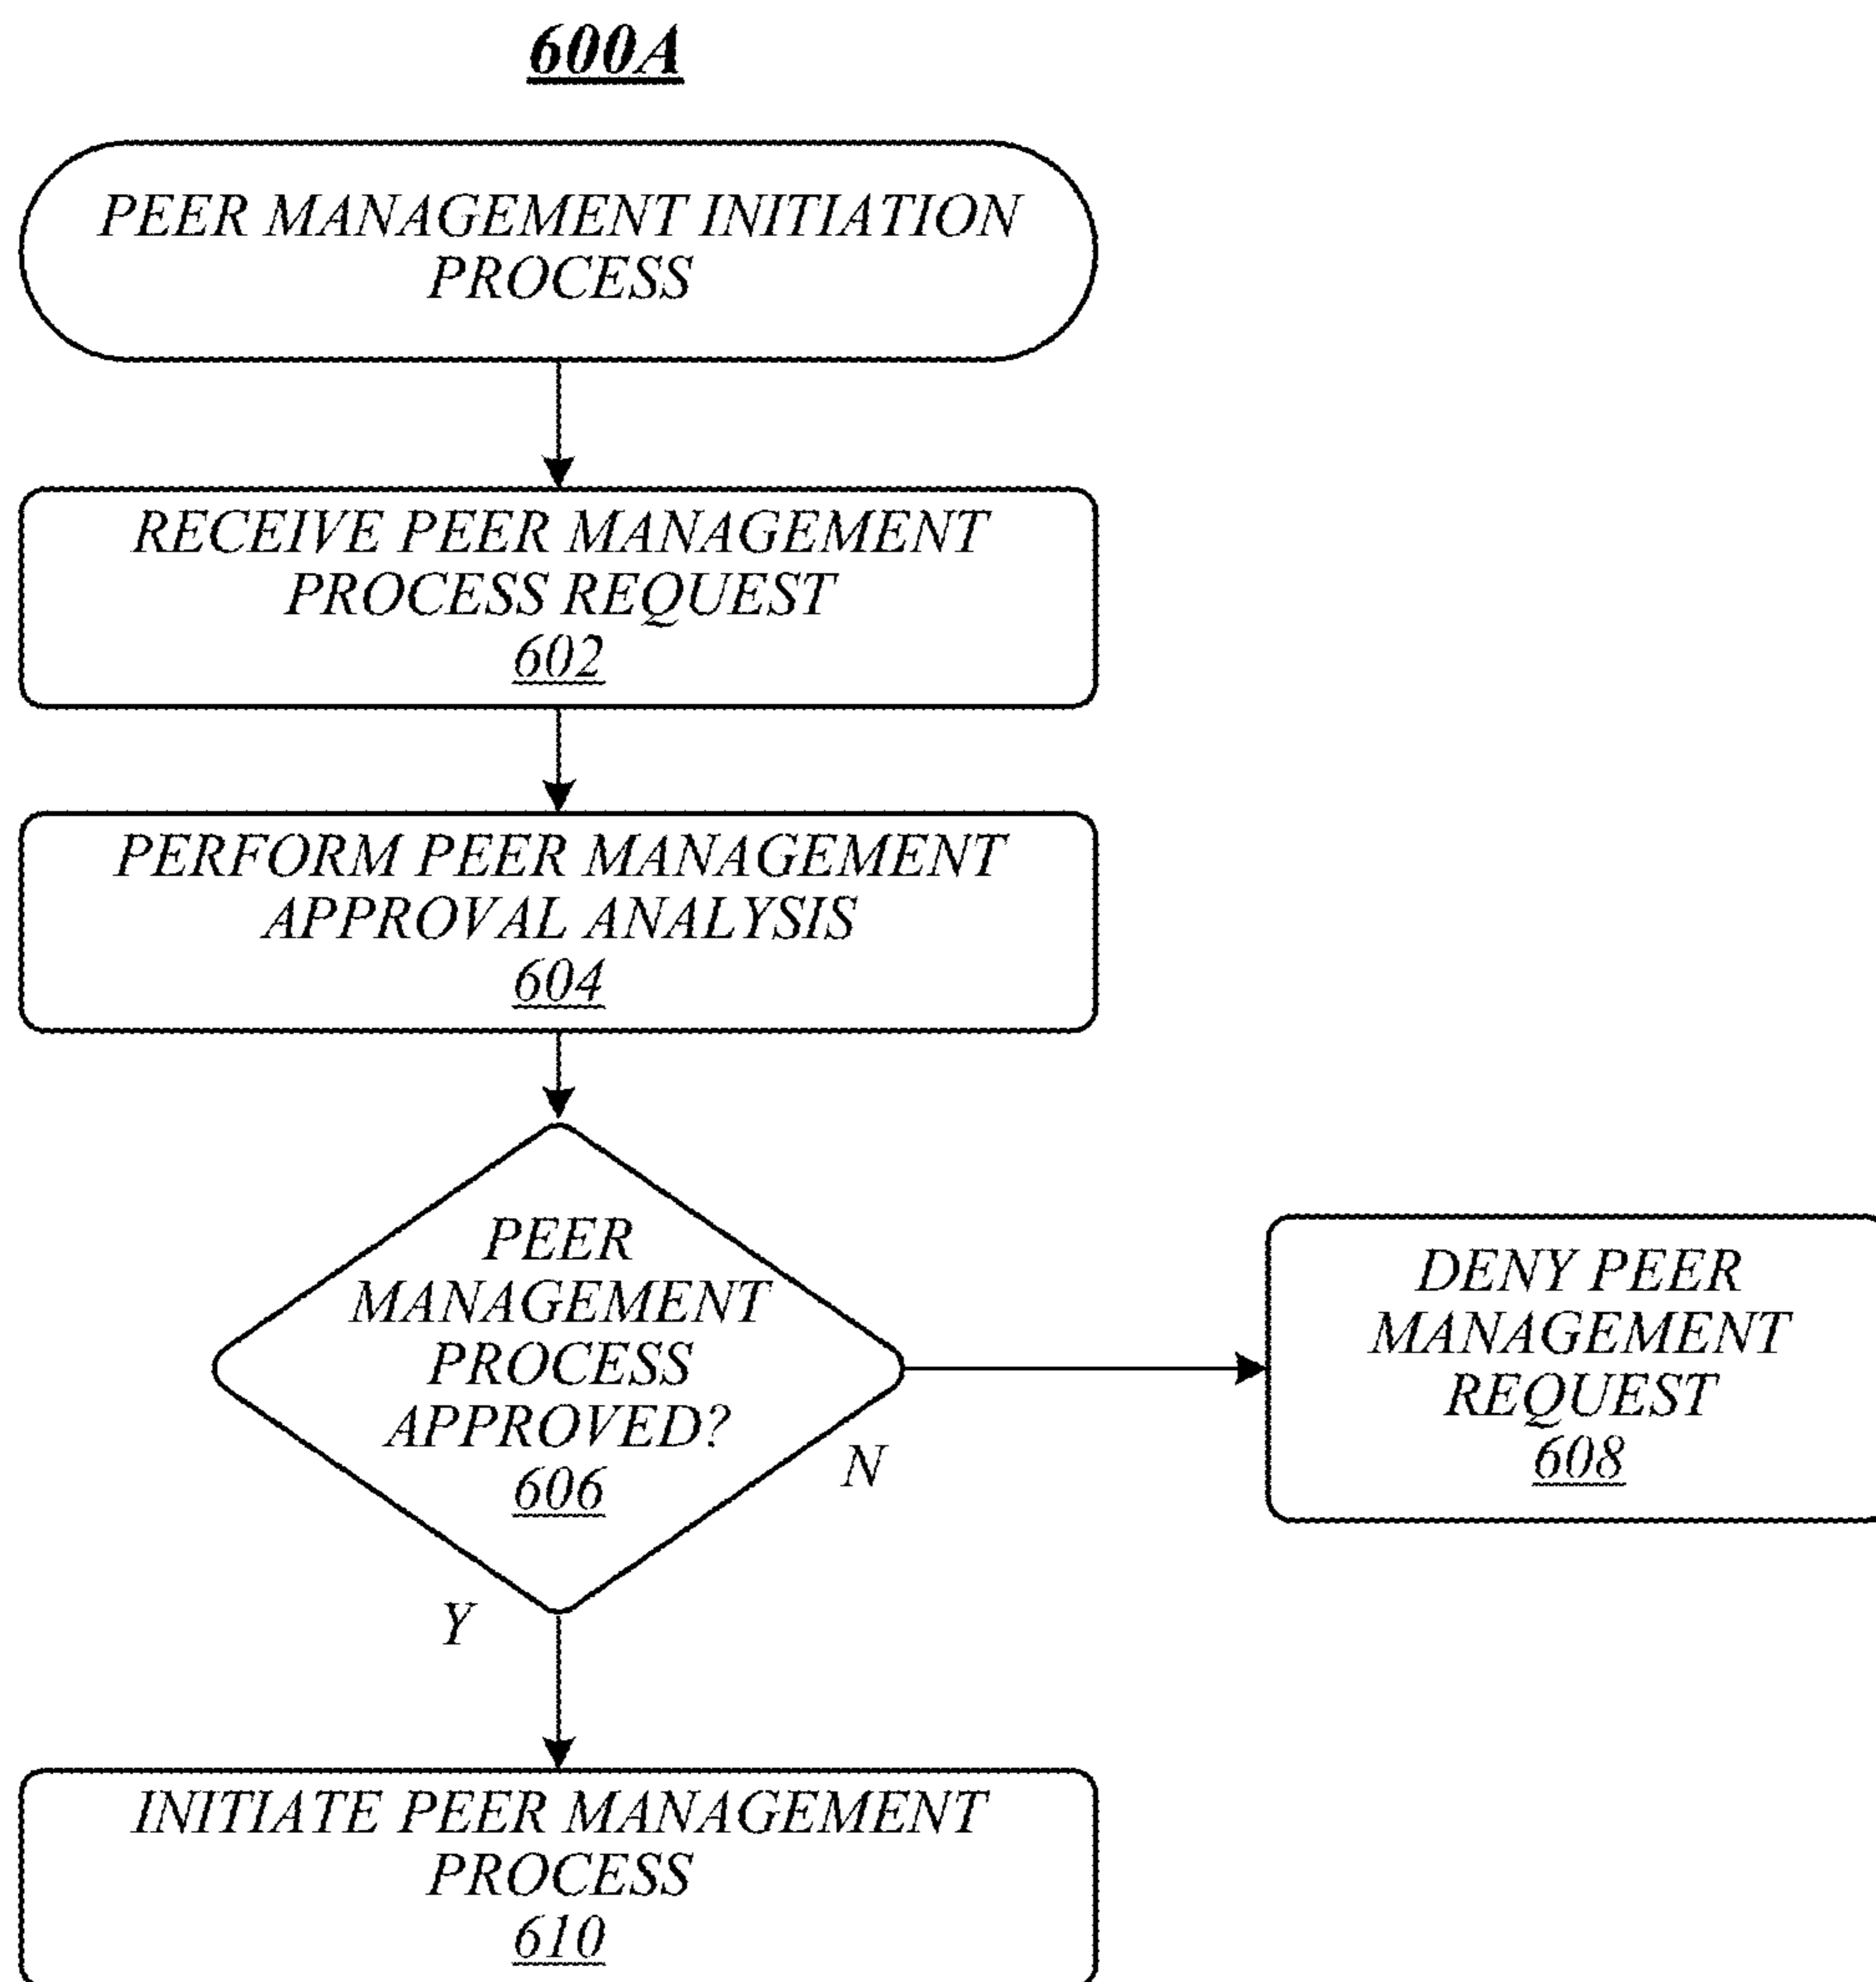 600A
PEER MANAGEMENT INITIATION
PROCESS
RECEIVE PEER MANAGEMENT
PROCESS REQUEST
602
PERFORM PEER MANAGEMENT
APPROVAL ANALYSIS
604
PEER
MANAGEMENT
PROCESS
APPROVED?
606
N
DENY PEER
MANAGEMENT
REQUEST
608
Y
INITIATE PEER MANAGEMENT
PROCESS
610